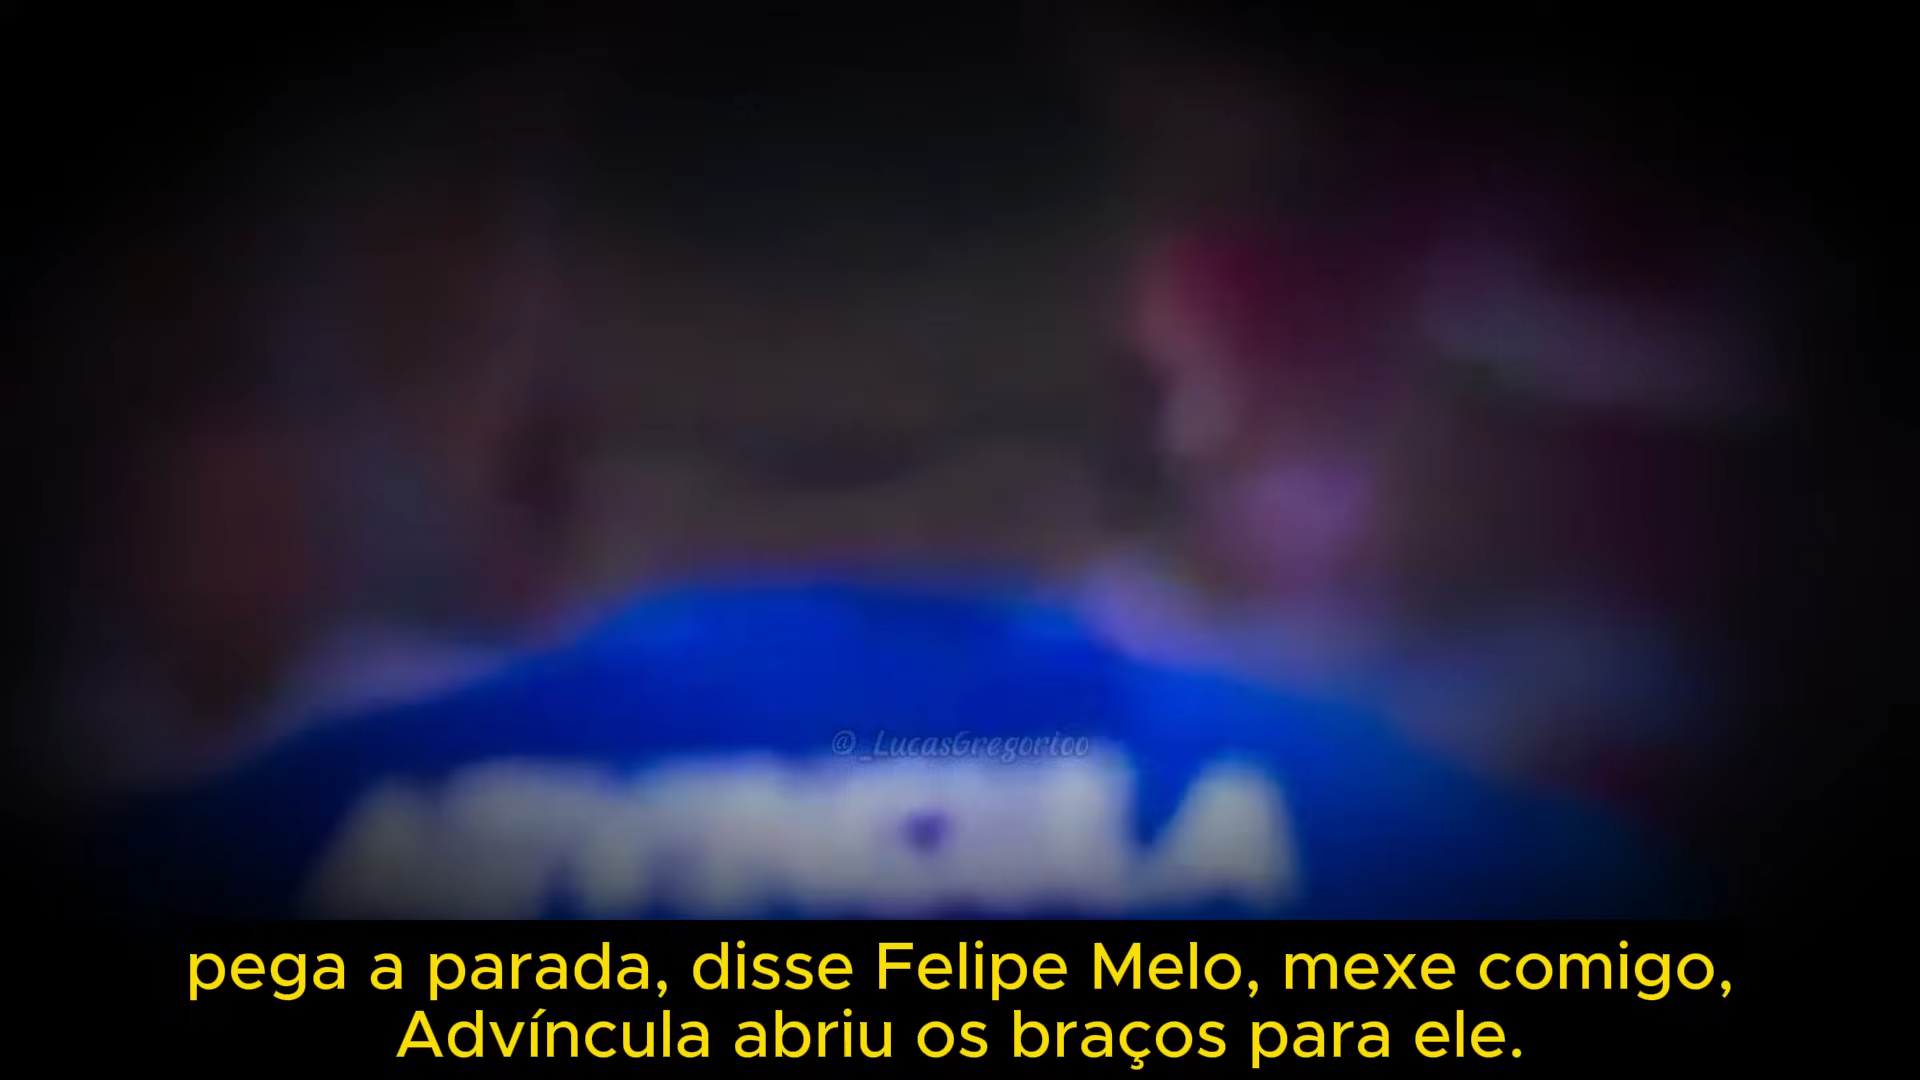 @_LucasGregorioo
pega a parada, disse Felipe Melo, mexe comigo,
Advíncula abriu os braços para ele.